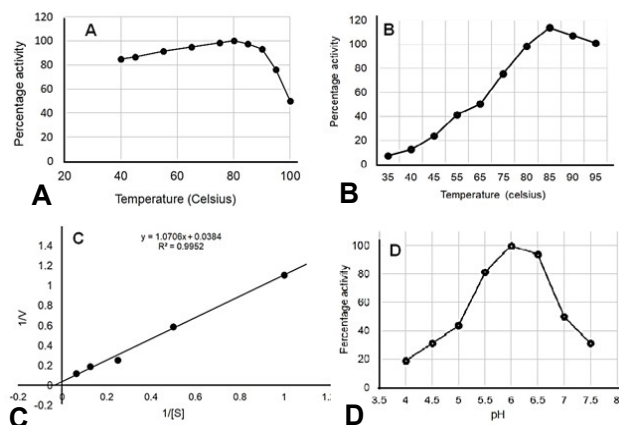 A
Percentage activity
120
100
80
60
40
20
0
20 40 60 80 100
Temperature (Celsius)
A
B
Percentage activity
120
100
80
60
40
20
0
35 40 45 55 65 75 80 85 90 95
Temperature (celsius)
B
C
y = 1.0706x + 0.0384
R² = 0.9952
1/V
1.4
1.2
1
0.8
0.6
0.4
0.2
0
-0.2
-0.2 0 0.2 0.4 0.6 0.8 1
1/[S]
C
D
Percentage activity
100
80
60
40
20
0
3.5 4 4.5 5 5.5 6 6.5 7 7.5 8
pH
D